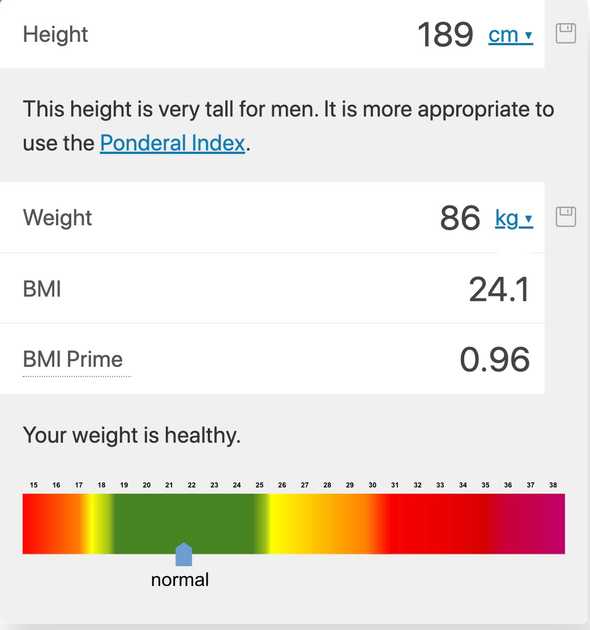 Height 189 cm ▾
This height is very tall for men. It is more appropriate to
use the Ponderal Index.
Weight 86 kg ▾
BMI 24.1
BMI Prime 0.96
Your weight is healthy.
15 16 17 18 19 20 21 22 23 24 25 26 27 28 29 30 31 32 33 34 35 36 37 38
normal